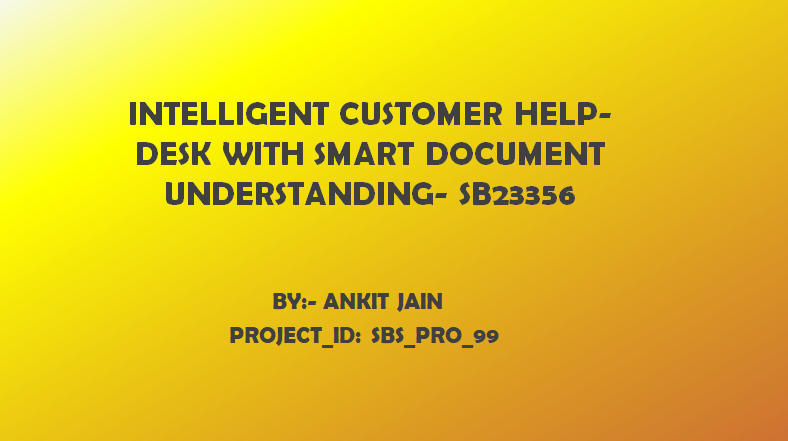 INTELLIGENT CUSTOMER HELP-
DESK WITH SMART DOCUMENT
UNDERSTANDING- SB23356
BY:- ANKIT JAIN
PROJECT_ID: SBS_PRO_99